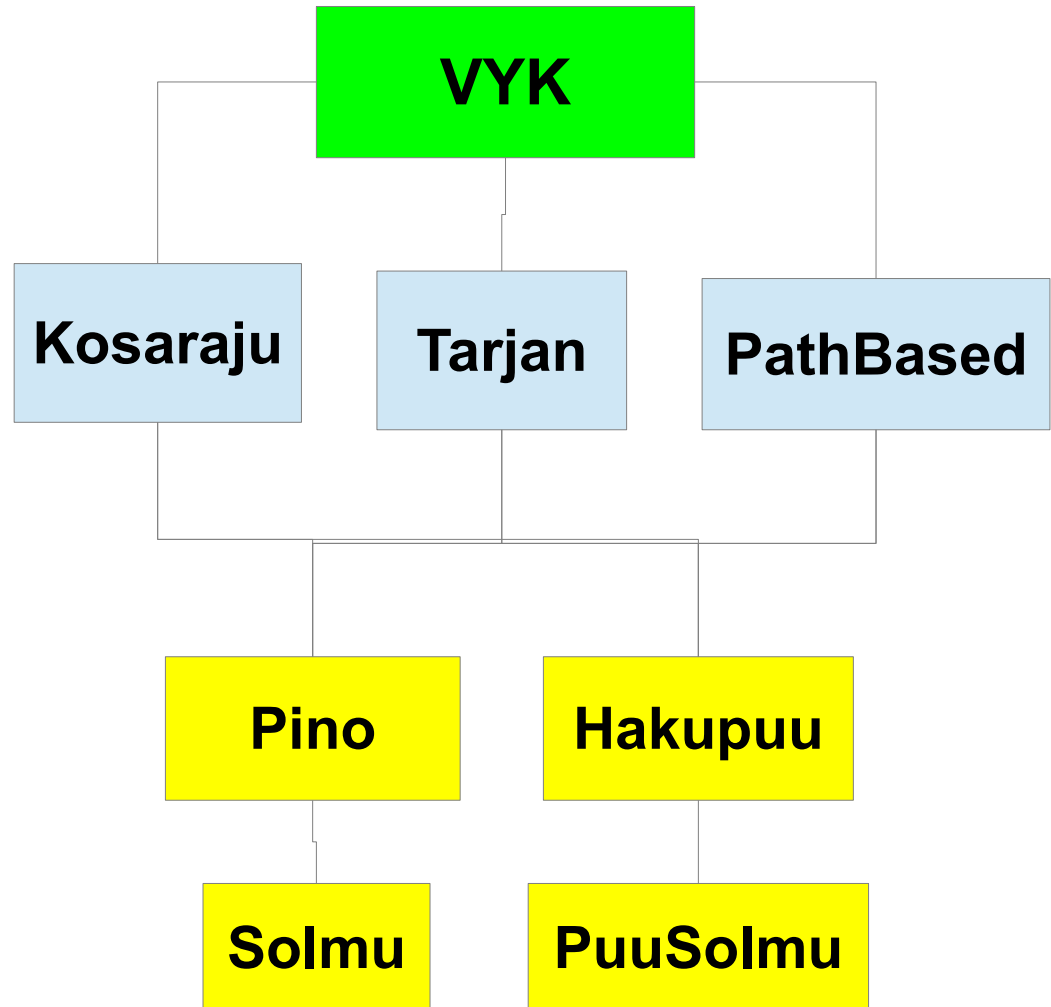 VYK
Kosaraju
Tarjan
PathBased
Pino
Hakupuu
Solmu
PuuSolmu